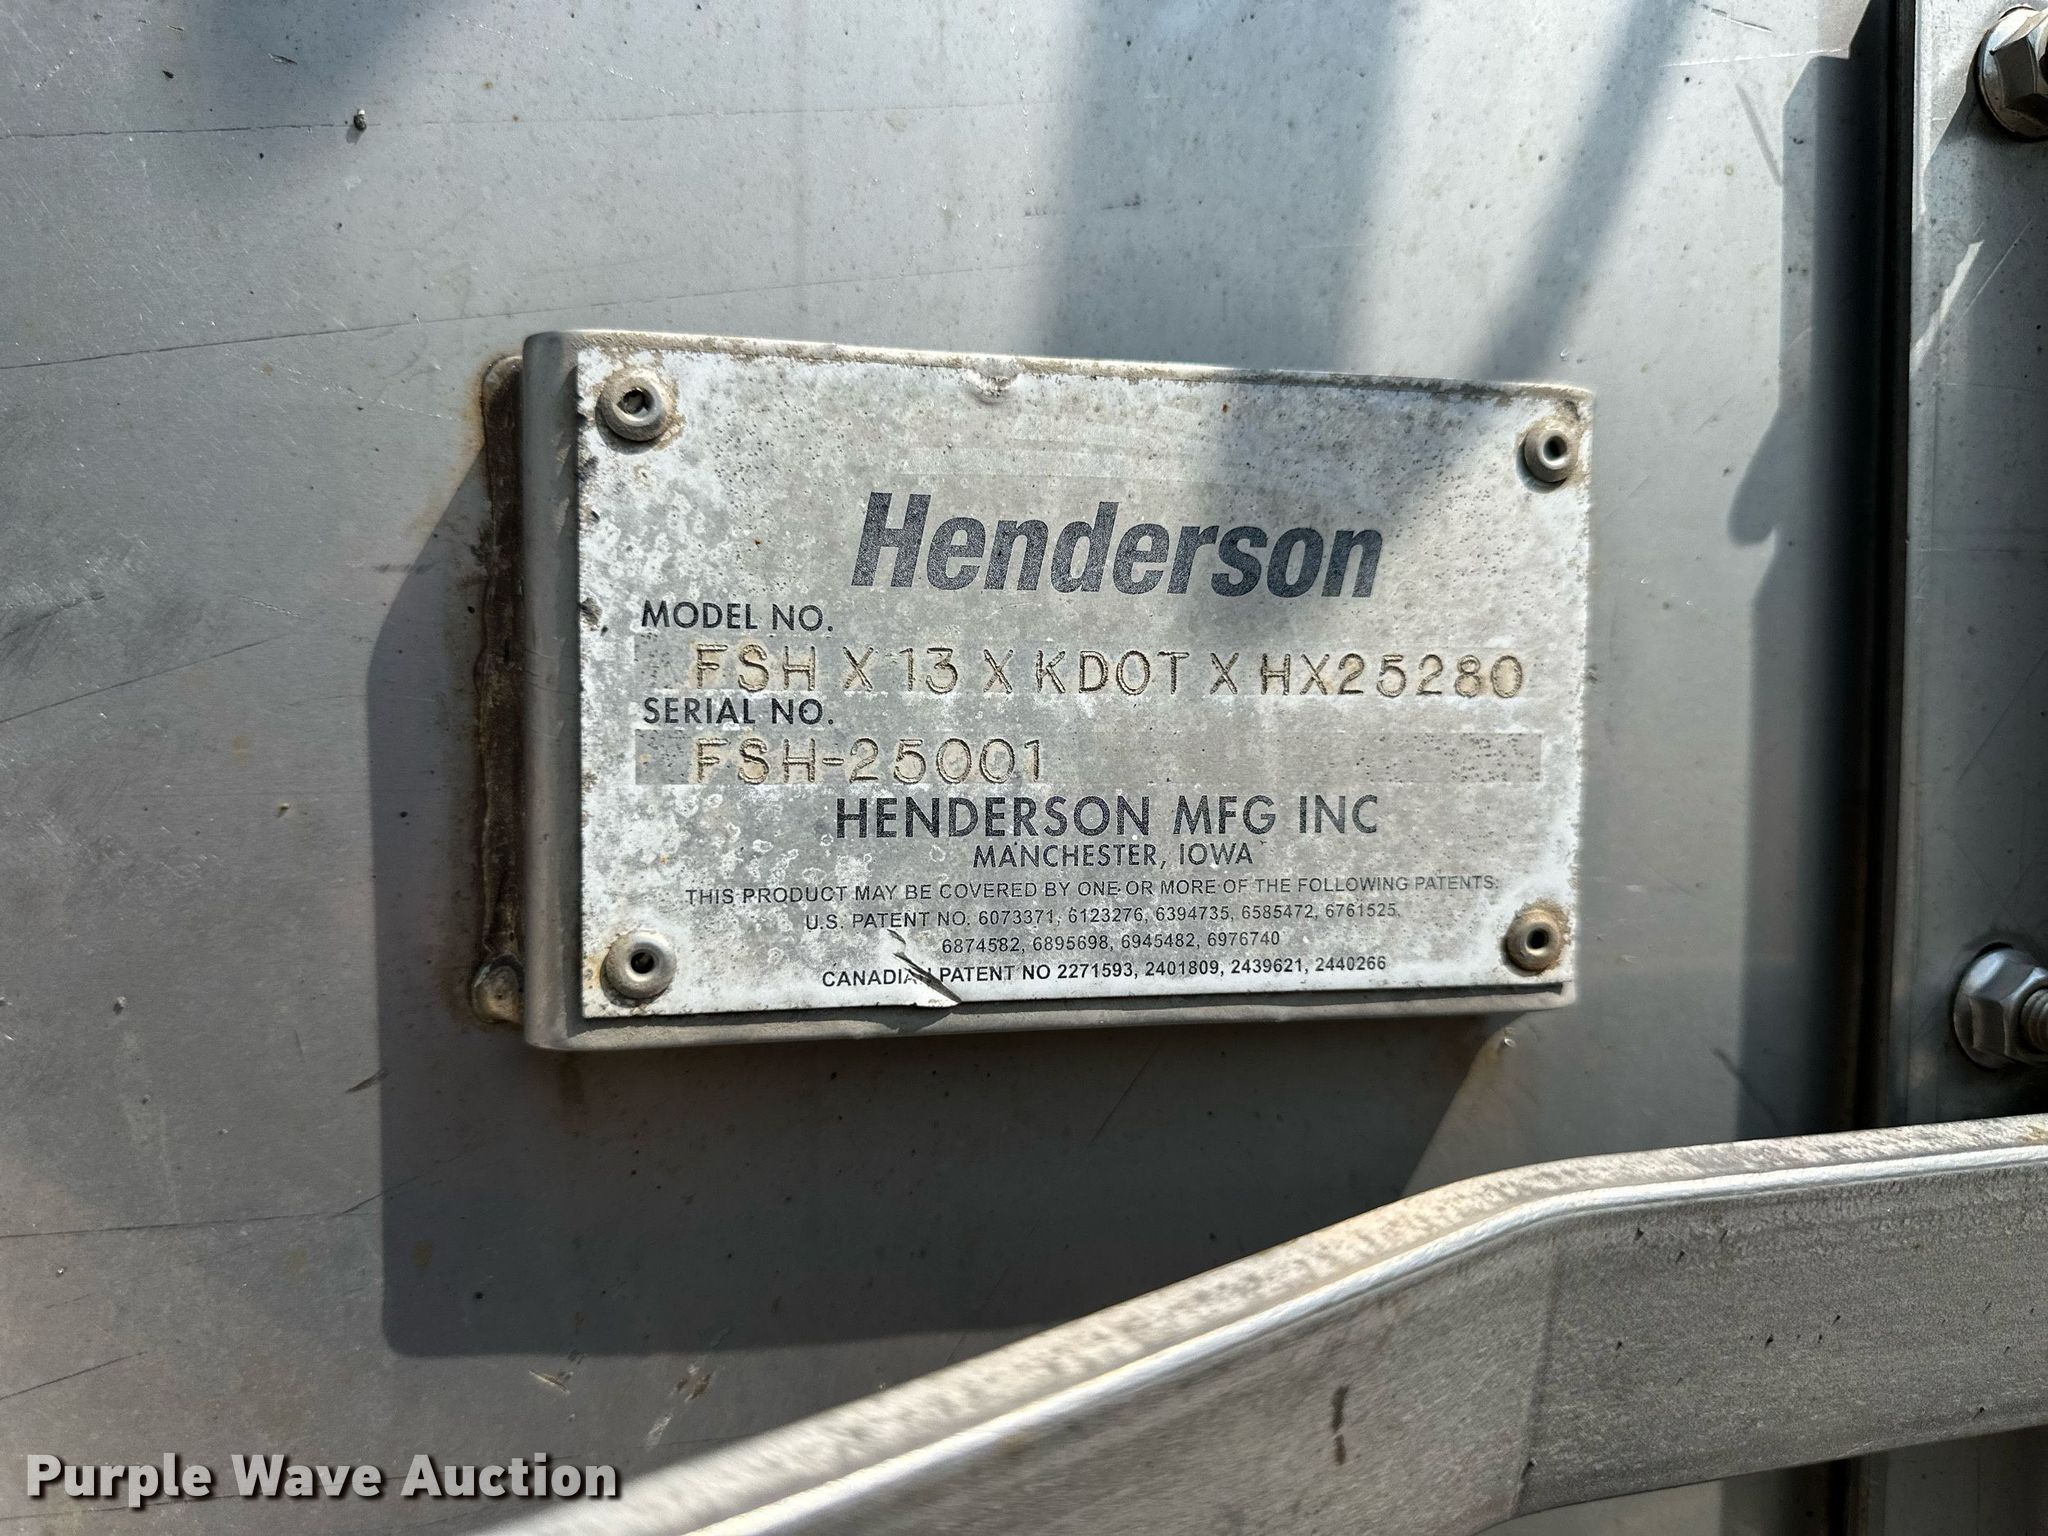 Henderson
MODEL NO.
FSH X 13 X KDOT X HX25280
SERIAL NO.
FSH-25001
HENDERSON MFG INC
MANCHESTER, IOWA
THIS PRODUCT MAY BE COVERED BY ONE OR MORE OF THE FOLLOWING PATENTS:
U.S. PATENT NO. 6073371, 6123276, 6394735, 6585472, 6761525,
6874582, 6895698, 6945482, 6976740
CANADIAN PATENT NO 2271593, 2401809, 2439621, 2440266
Purple Wave Auction